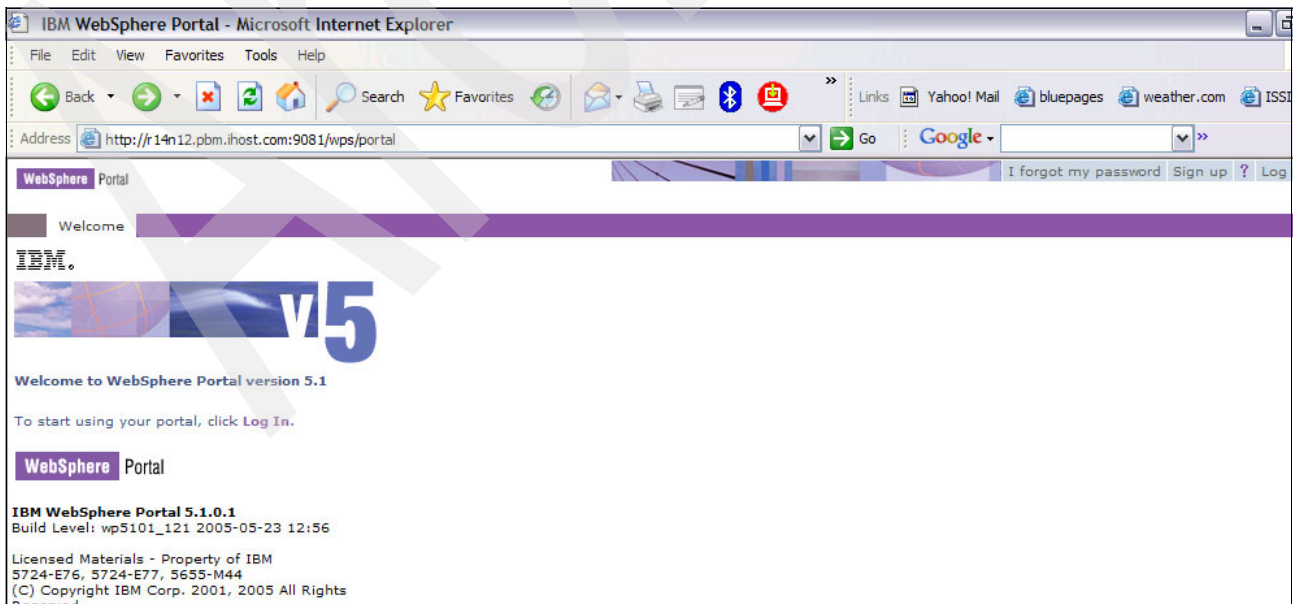 IBM WebSphere Portal - Microsoft Internet Explorer
File Edit View Favorites Tools Help
Back Search Favorites » Links Yahoo! Mail bluepages weather.com ISSI
Address http://r14n12.pbm.ihost.com:9081/wps/portal Go Google »
WebSphere Portal I forgot my password Sign up ? Log
Welcome
IBM.
v5
Welcome to WebSphere Portal version 5.1
To start using your portal, click Log In.
WebSphere Portal
IBM WebSphere Portal 5.1.0.1
Build Level: wp5101_121 2005-05-23 12:56
Licensed Materials - Property of IBM
5724-E76, 5724-E77, 5655-M44
(C) Copyright IBM Corp. 2001, 2005 All Rights